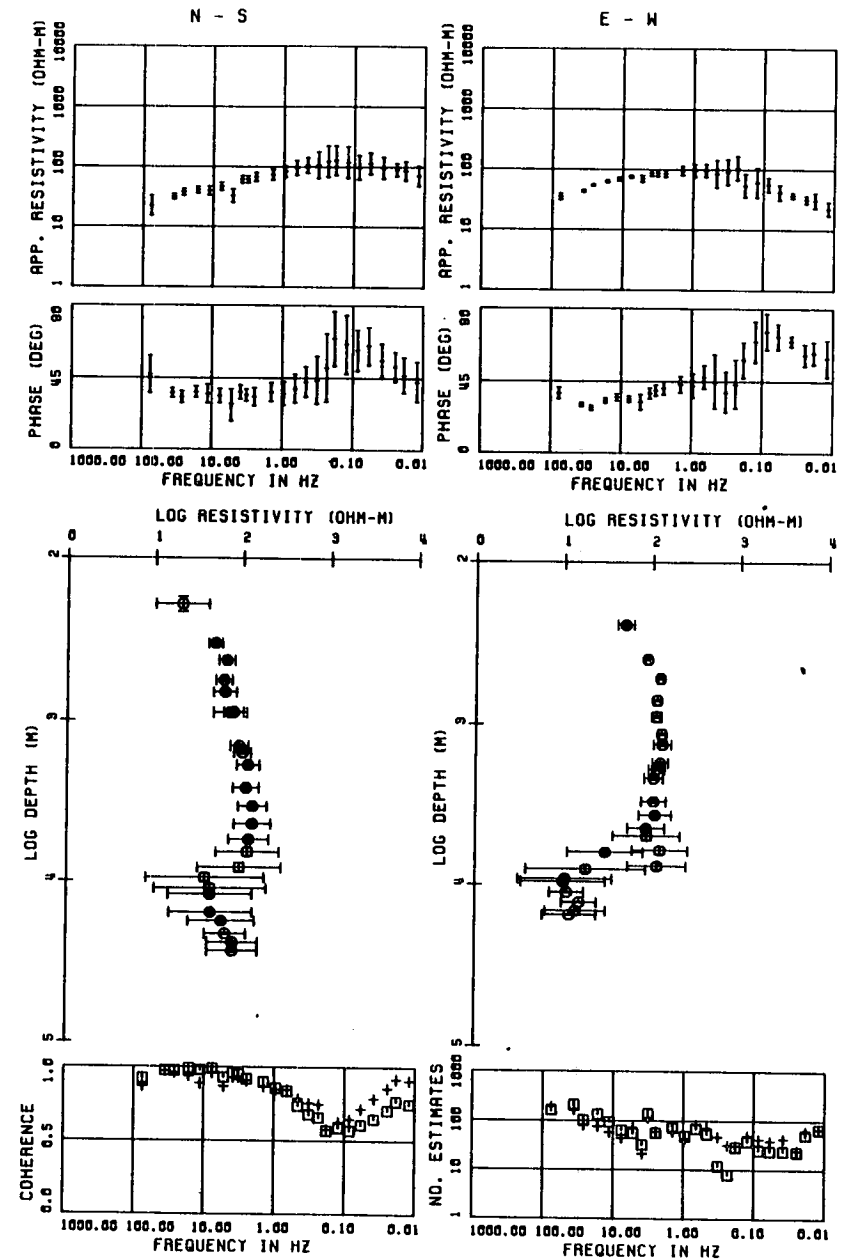 N - S
E - W
APP. RESISTIVITY (OHM-M)
10000
1000
100
10
1
APP. RESISTIVITY (OHM-M)
10000
1000
100
10
1
PHASE (DEG)
90
45
0
PHASE (DEG)
90
45
0
1000.00 100.00 10.00 1.00 0.10 0.01
FREQUENCY IN HZ
1000.00 100.00 10.00 1.00 0.10 0.01
FREQUENCY IN HZ
LOG RESISTIVITY (OHM-M)
0 1 2 3 4
LOG RESISTIVITY (OHM-M)
0 1 2 3 4
LOG DEPTH (M)
2
3
4
5
LOG DEPTH (M)
2
3
4
5
COHERENCE
1.0
0.5
0.0
NO. ESTIMATES
1000
100
10
1
1000.00 100.00 10.00 1.00 0.10 0.01
FREQUENCY IN HZ
1000.00 100.00 10.00 1.00 0.10 0.01
FREQUENCY IN HZ